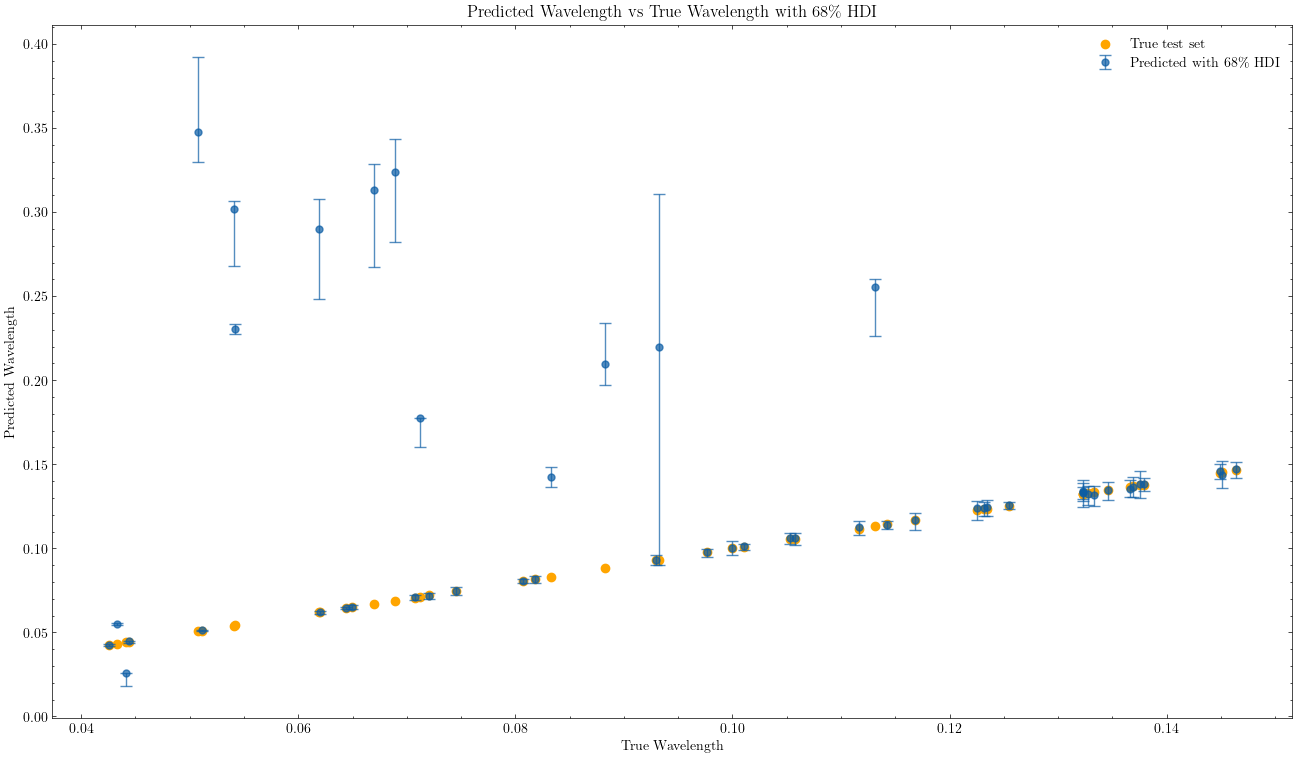 Predicted Wavelength vs True Wavelength with 68% HDI
True test set
Predicted with 68% HDI
Predicted Wavelength
0.40
0.35
0.30
0.25
0.20
0.15
0.10
0.05
0.00
0.04 0.06 0.08 0.10 0.12 0.14
True Wavelength